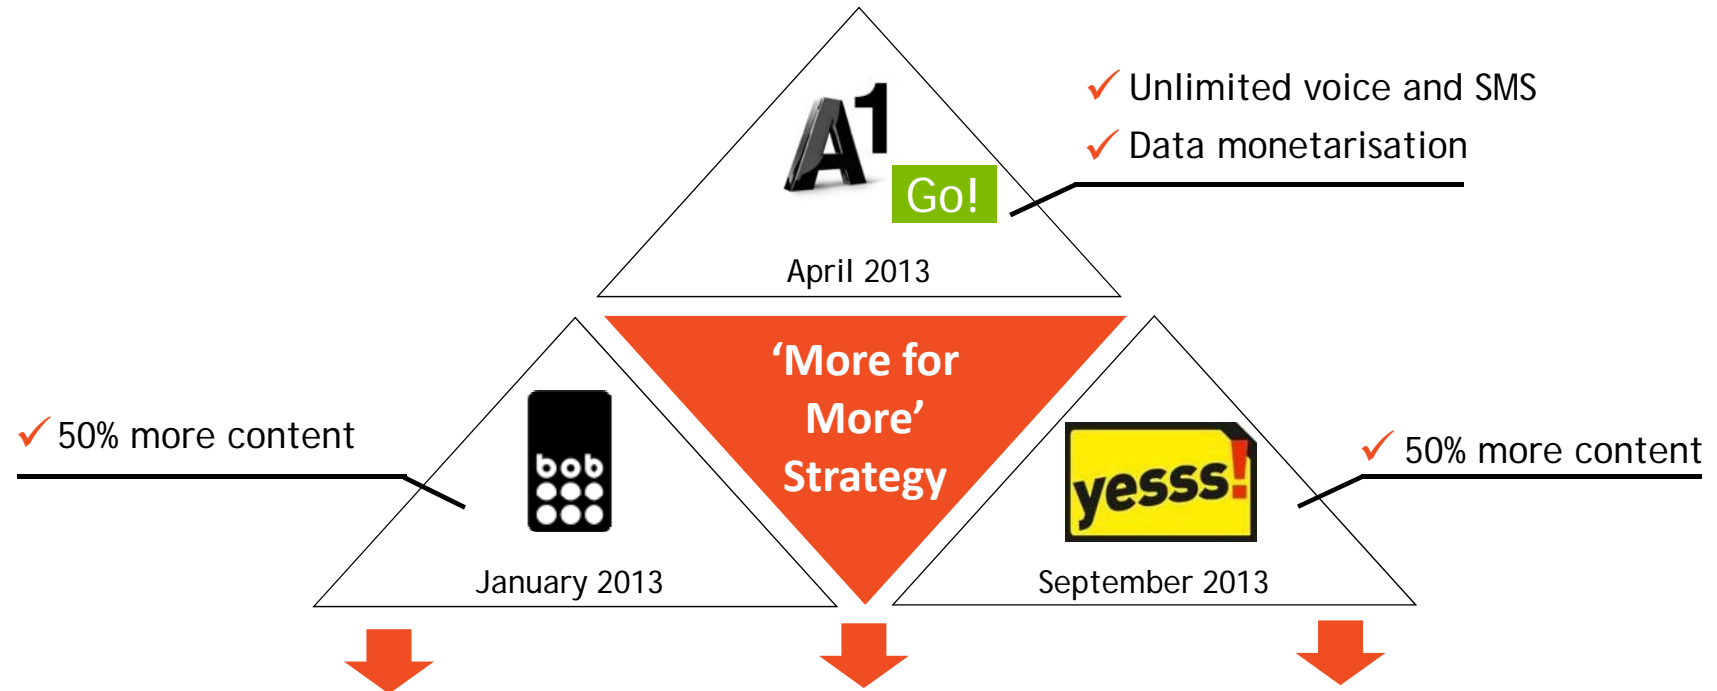 A1
Go!
April 2013
✓ Unlimited voice and SMS
✓ Data monetarisation
‘More for
More’
Strategy
✓ 50% more content
bob
January 2013
yesss!
September 2013
✓ 50% more content